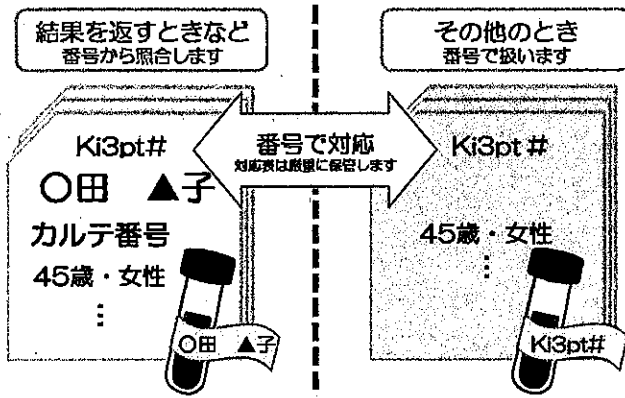 結果を返すときなど
番号から照合します
その他のとき
番号で扱います
番号で対応
対応表は厳重に保管します
Ki3pt#
〇田 ▲子
カルテ番号
45歳・女性
⋮
〇田 ▲子
Ki3pt#
45歳・女性
⋮
Ki3pt#